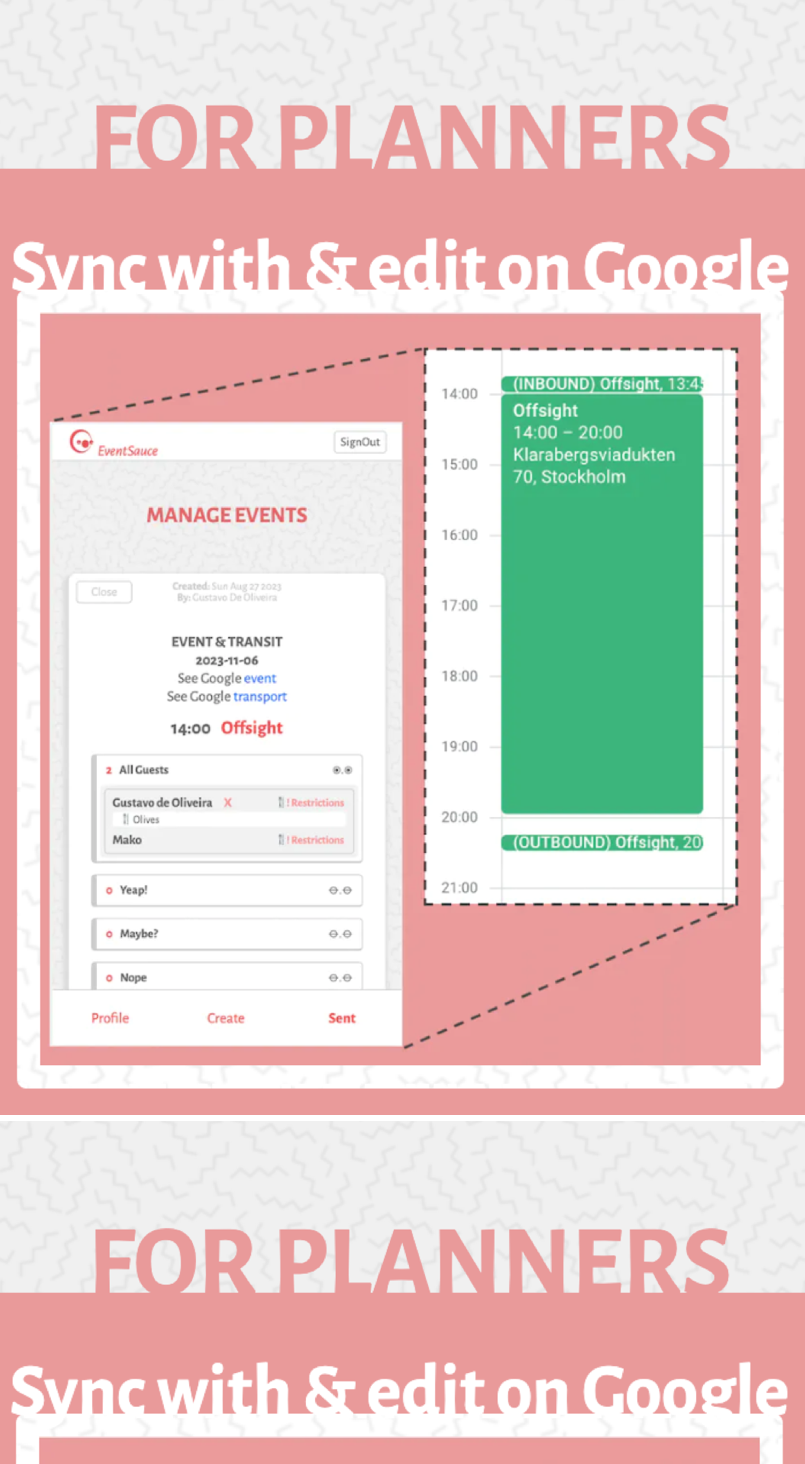 FOR PLANNERS
Sync with & edit on Google
EventSauce
SignOut
MANAGE EVENTS
Close
Created: Sun Aug 27 2023
By: Gustavo De Oliveira
EVENT & TRANSIT
2023-11-06
See Google event
See Google transport
14:00 Offsight
2 All Guests
Gustavo de Oliveira X ! Restrictions
Olives
Mako ! Restrictions
0 Yeap!
0 Maybe?
0 Nope
Profile Create Sent
(INBOUND) Offsight, 13:45
14:00
Offsight
14:00 – 20:00
Klarabergsviadukten
70, Stockholm
15:00
16:00
17:00
18:00
19:00
20:00
(OUTBOUND) Offsight, 20
21:00
FOR PLANNERS
Sync with & edit on Google